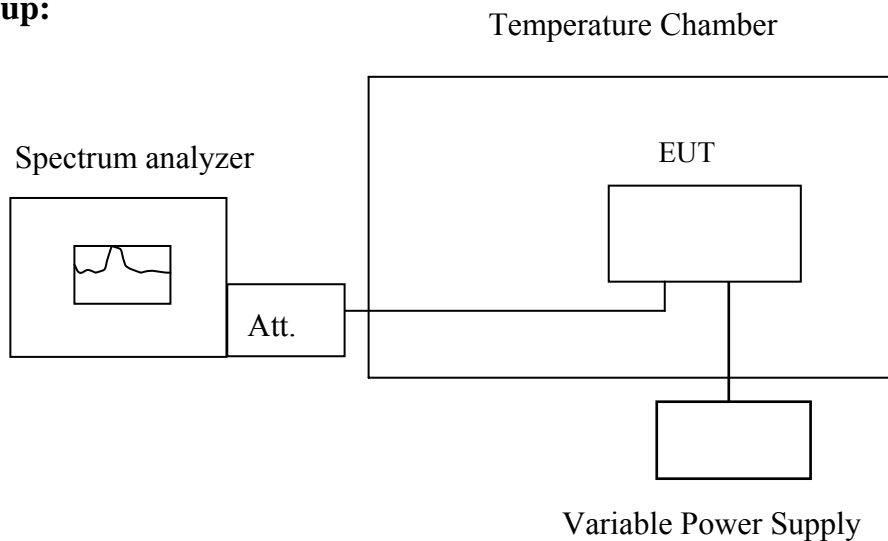 up:
Temperature Chamber
Spectrum analyzer
EUT
Att.
Variable Power Supply